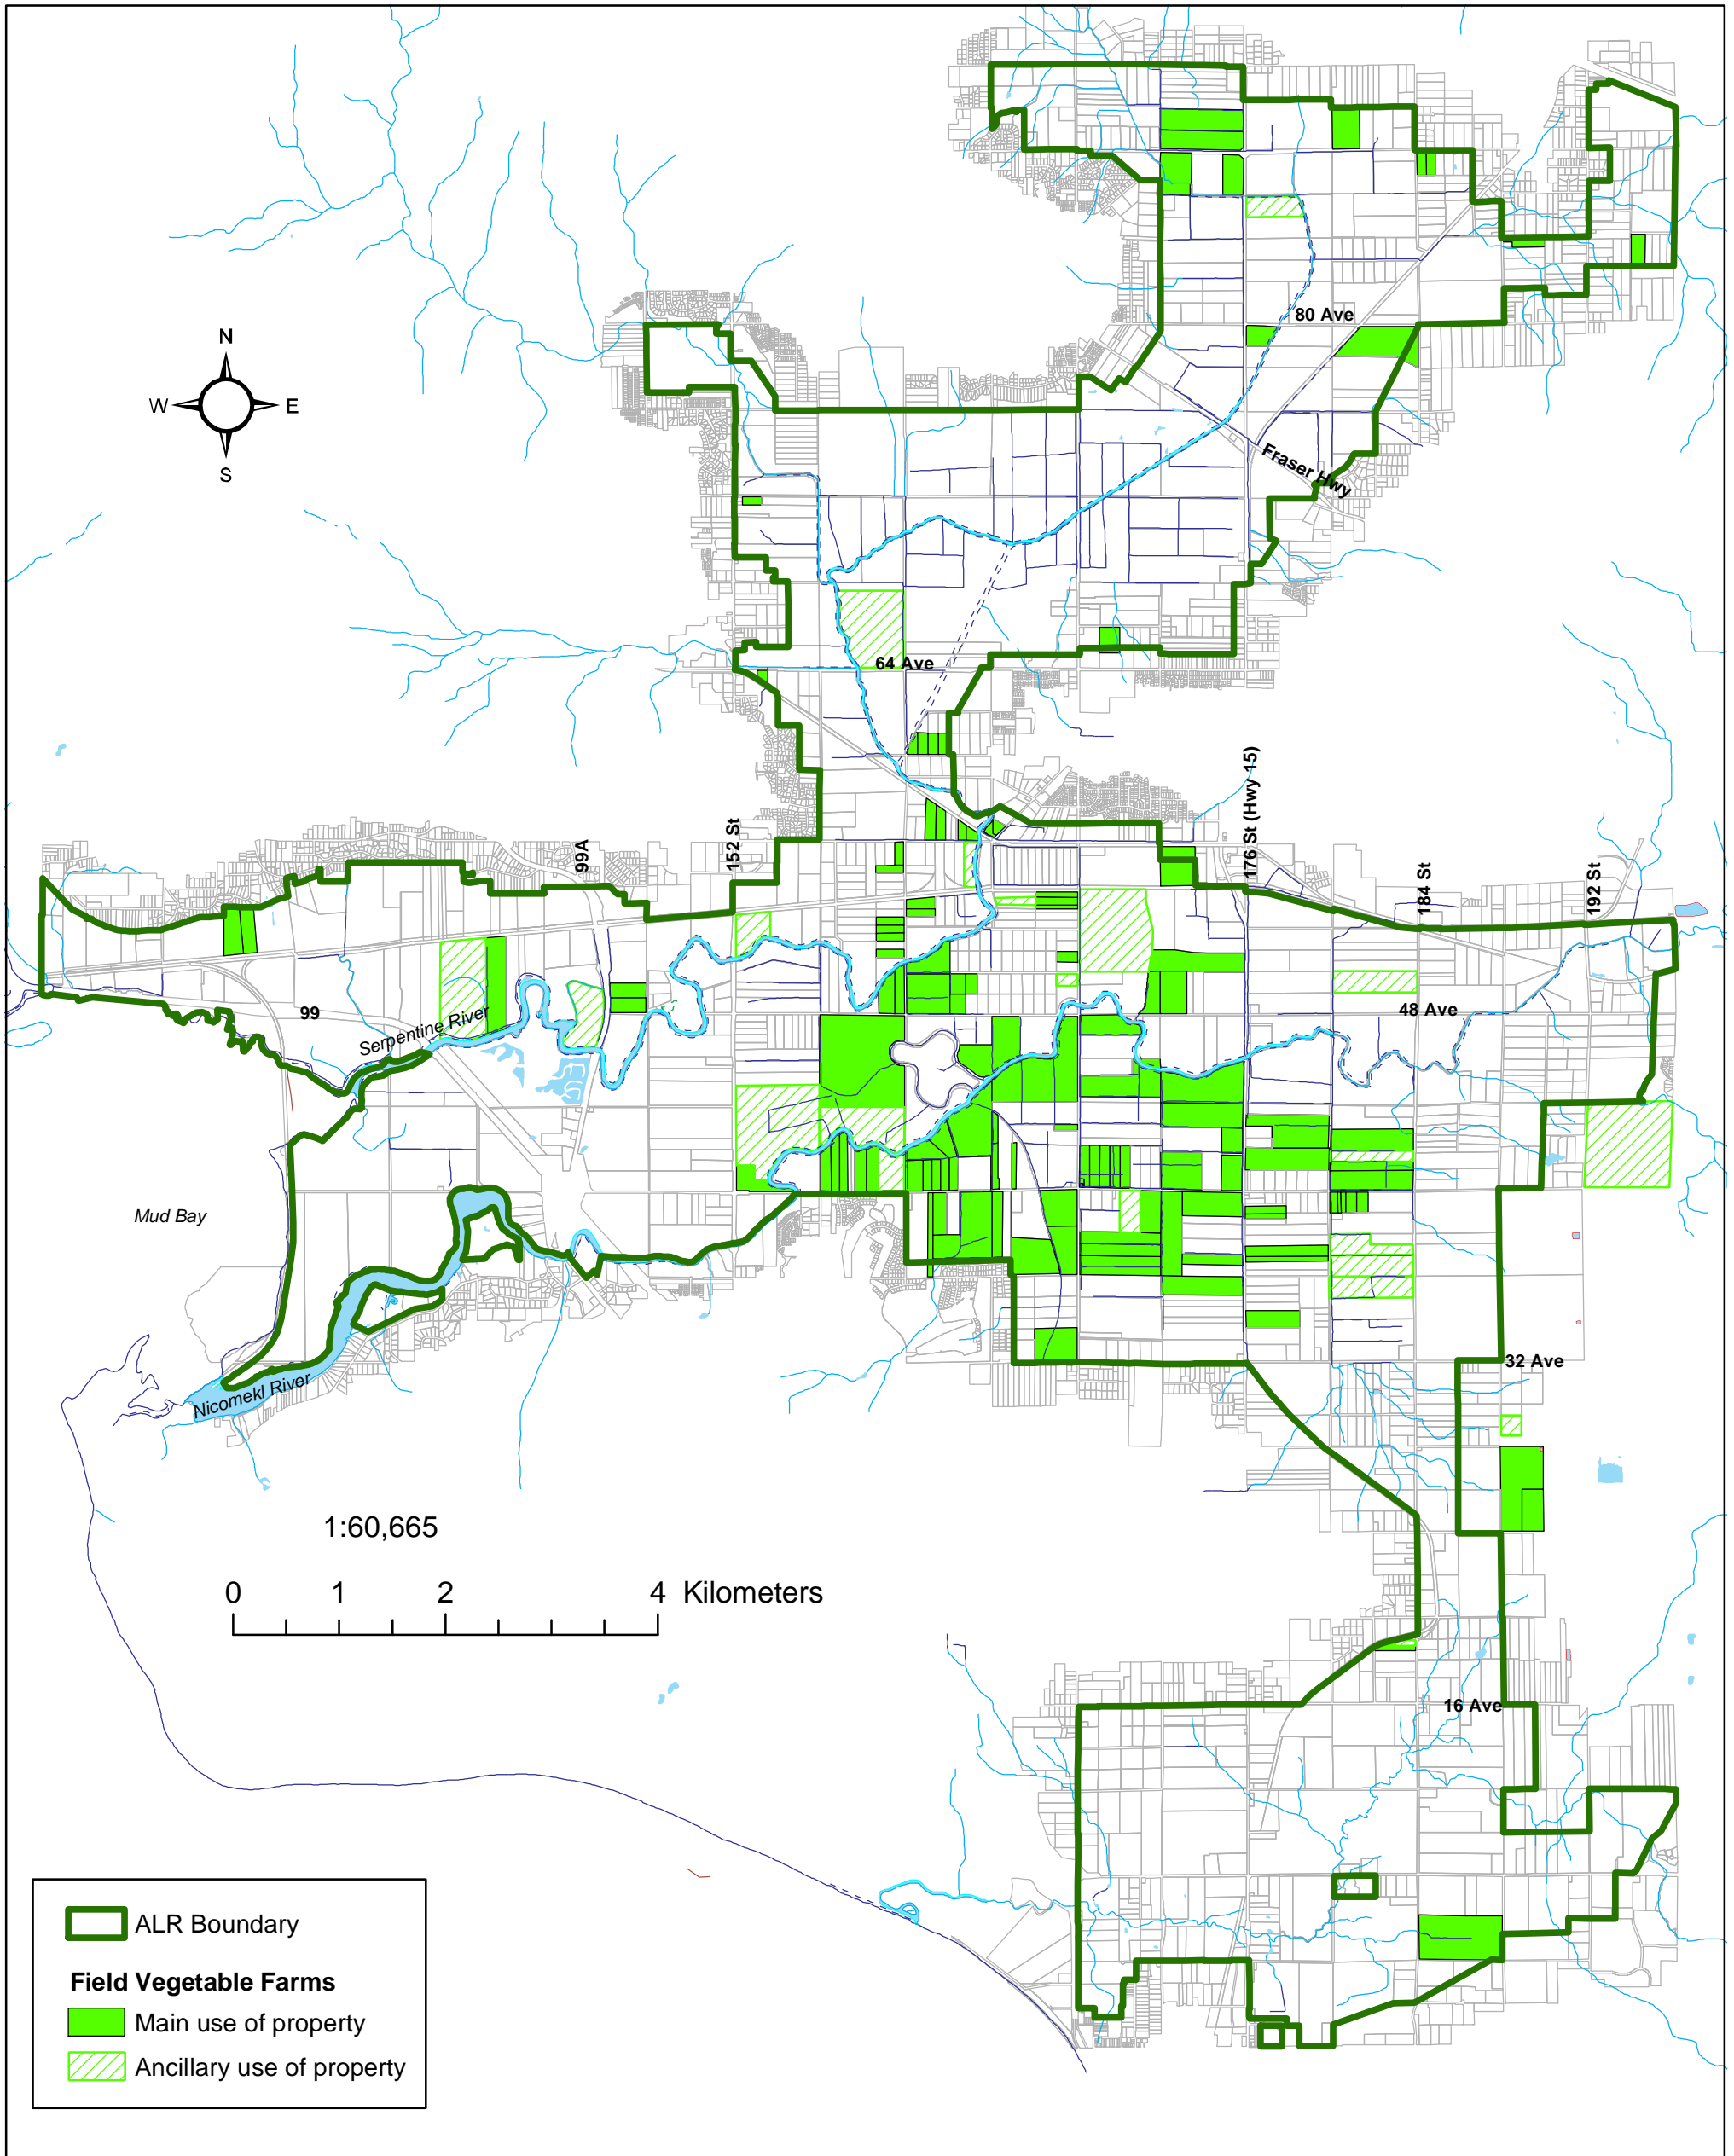 N
W
E
S
80 Ave
Fraser Hwy
64 Ave
176 St (Hwy 15)
152 St
99A
184 St
192 St
99
Serpentine River
48 Ave
Mud Bay
32 Ave
Nicomekl River
1:60,665
0 1 2 4 Kilometers
16 Ave
ALR Boundary
Field Vegetable Farms
Main use of property
Ancillary use of property